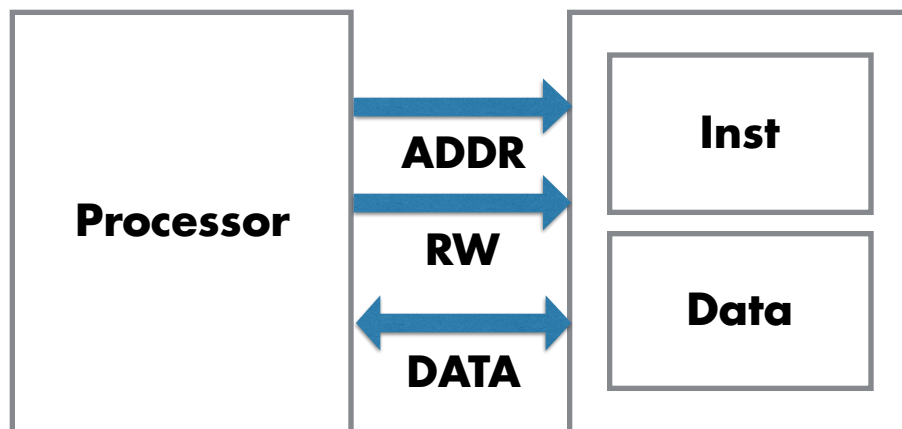 Processor
ADDR
RW
DATA
Inst
Data